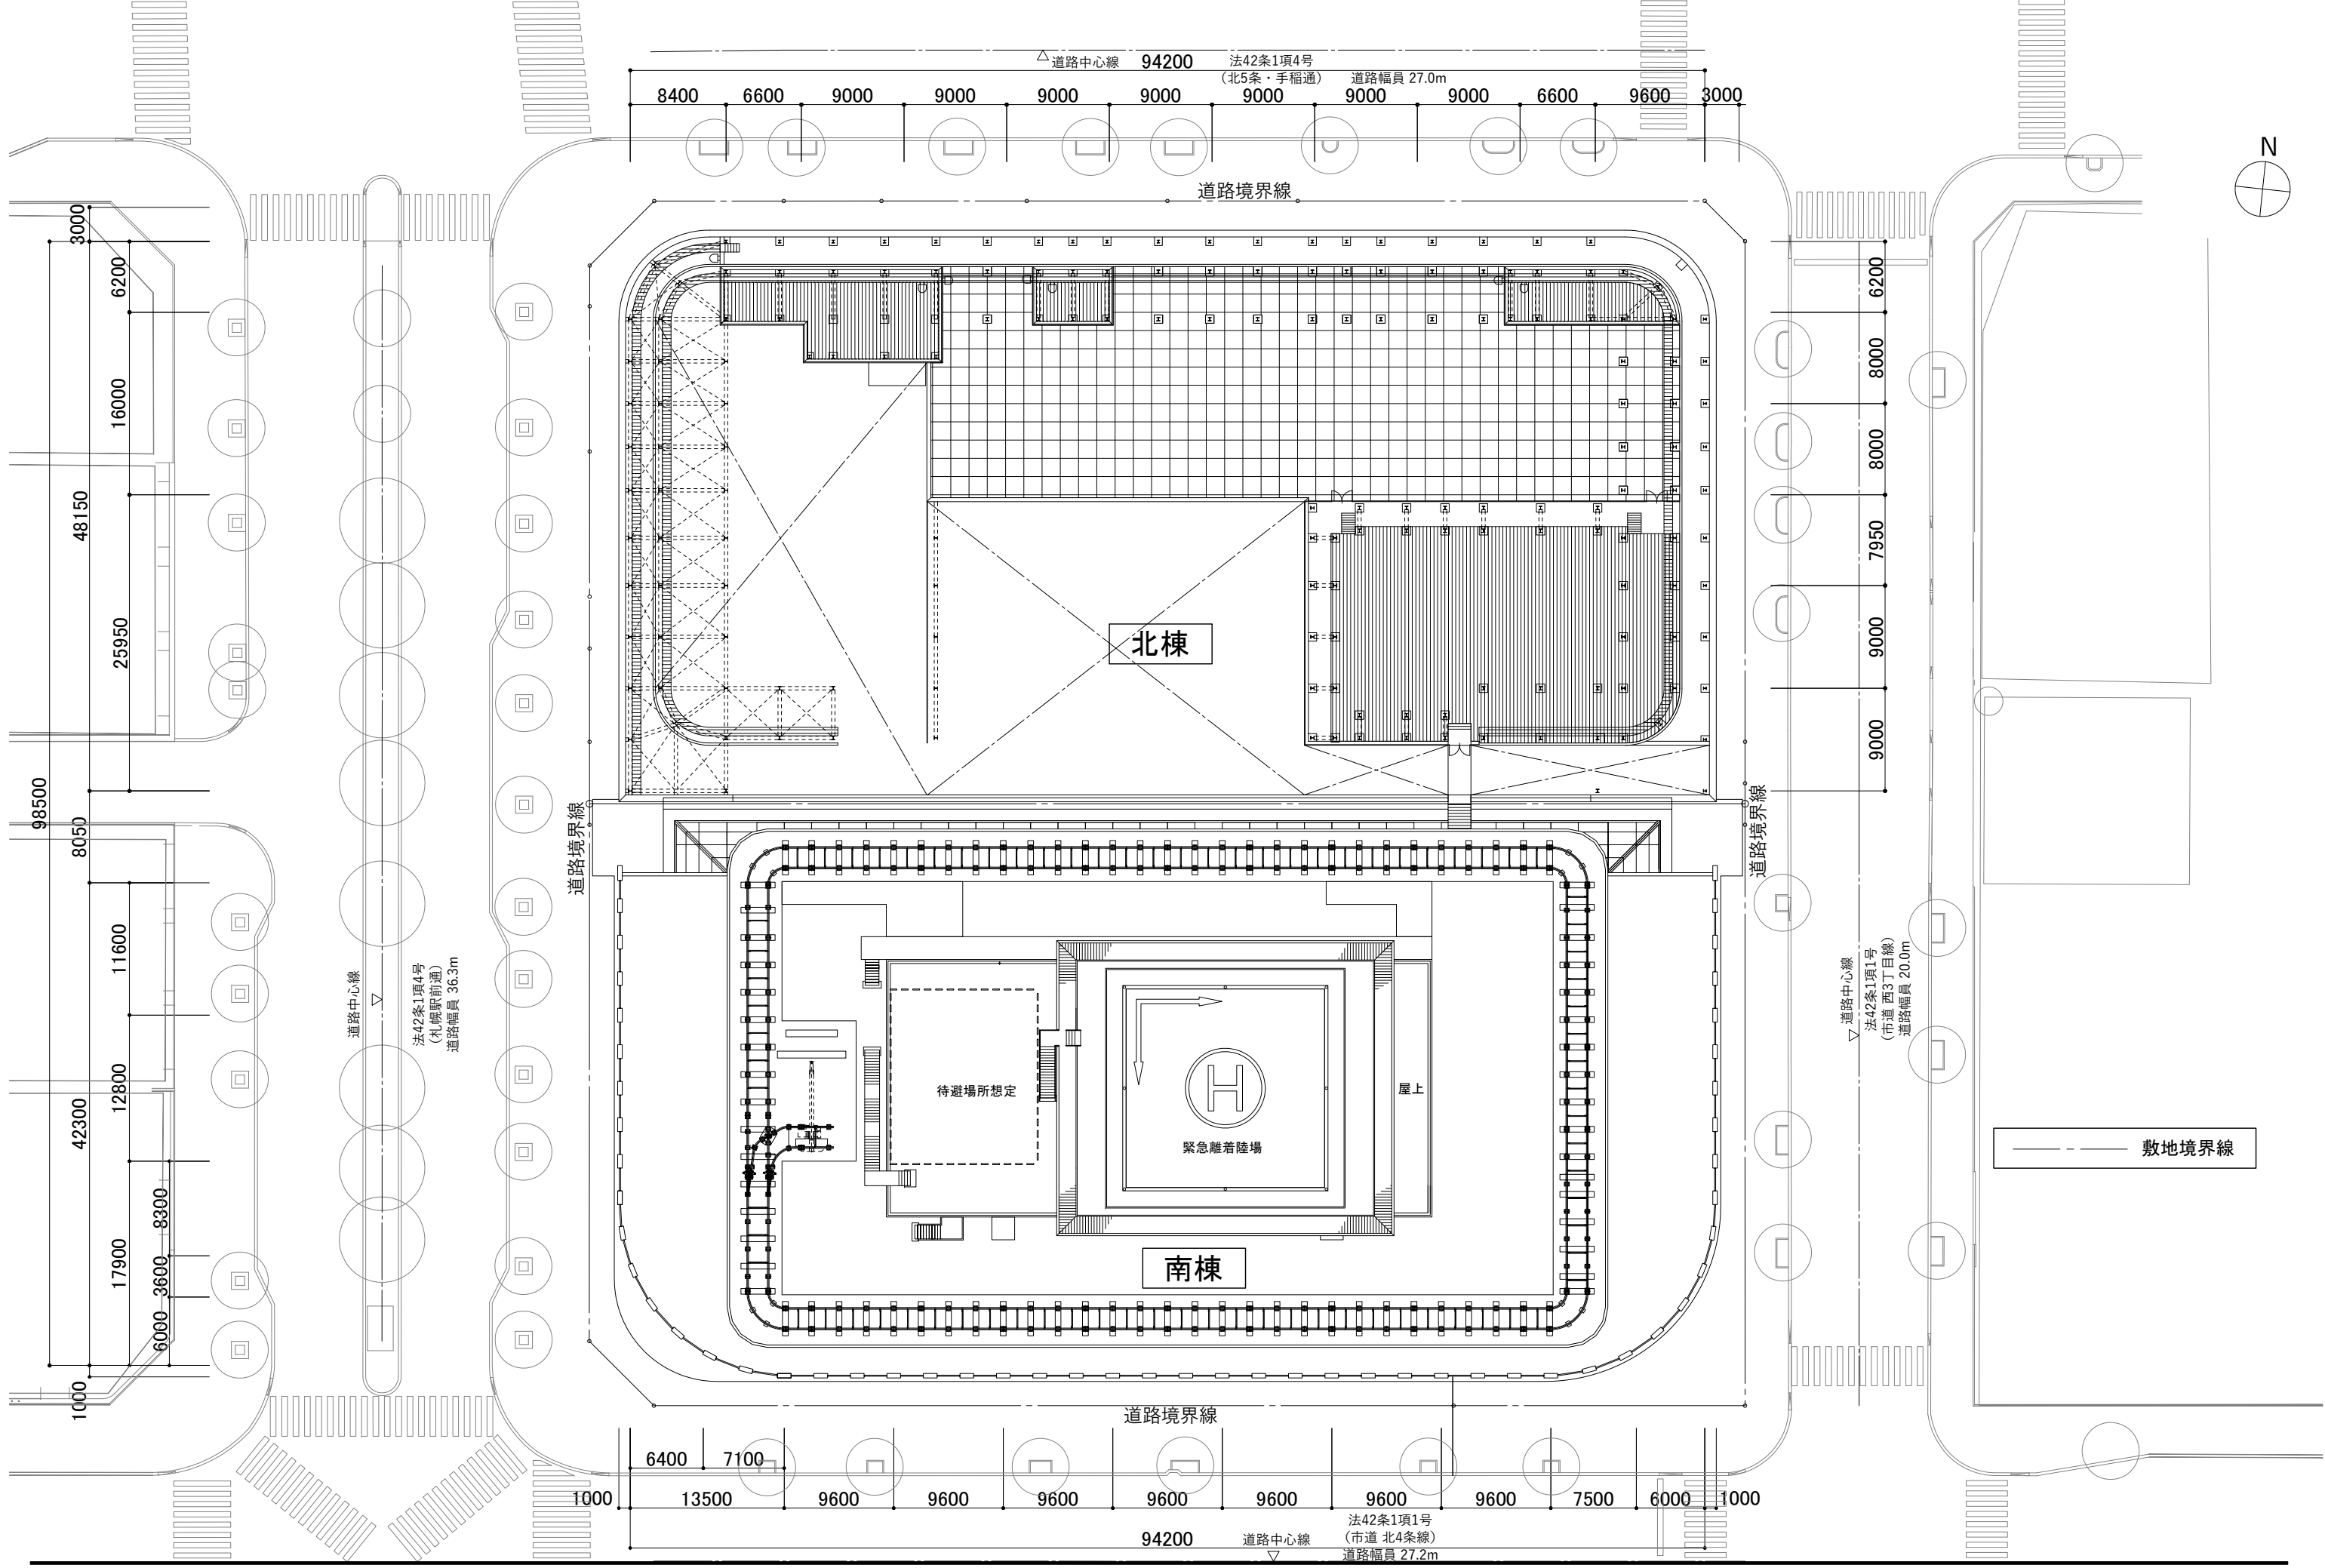 道路中心線 94200 法42条1項4号
(北5条・手稲通) 道路幅員 27.0m
8400 6600 9000 9000 9000 9000 9000 9000 9000 6600 9600 3000
N
道路境界線
3000
6200
16000
48150
25950
98500
8050
11600
12800
42300
8300
17900
3600
6000
1000
道路中心線
法42条1項4号
(札幌駅前通)
道路幅員 36.3m
道路境界線
北棟
待避場所想定
H
緊急離着陸場
屋上
南棟
道路境界線
6200
8000
8000
7950
9000
9000
道路中心線
法42条1項1号
(市道 西3丁目線)
道路幅員 20.0m
敷地境界線
道路境界線
6400 7100
1000 13500 9600 9600 9600 9600 9600 9600 9600 7500 6000 1000
94200 道路中心線
法42条1項1号
(市道 北4条線)
道路幅員 27.2m